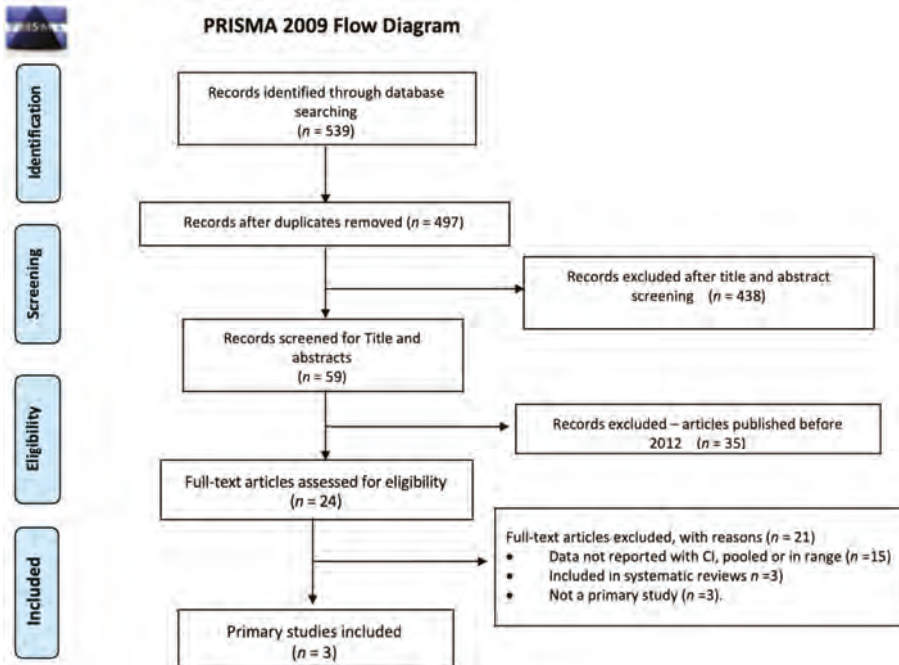 PRISMA 2009 Flow Diagram
Identification
Records identified through database
searching
(n = 539)
Records after duplicates removed (n = 497)
Screening
Records excluded after title and abstract
screening (n = 438)
Records screened for Title and
abstracts
(n = 59)
Eligibility
Records excluded – articles published before
2012 (n = 35)
Full-text articles assessed for eligibility
(n = 24)
Included
Full-text articles excluded, with reasons (n = 21)
• Data not reported with CI, pooled or in range (n =15)
• Included in systematic reviews n =3)
• Not a primary study (n =3).
Primary studies included
(n = 3)